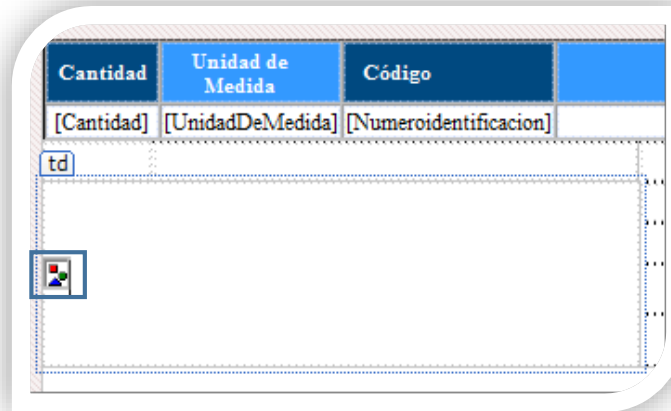 Cantidad
Unidad de
Medida
Código
[Cantidad]
[UnidadDeMedida]
[Numeroidentificacion]
td